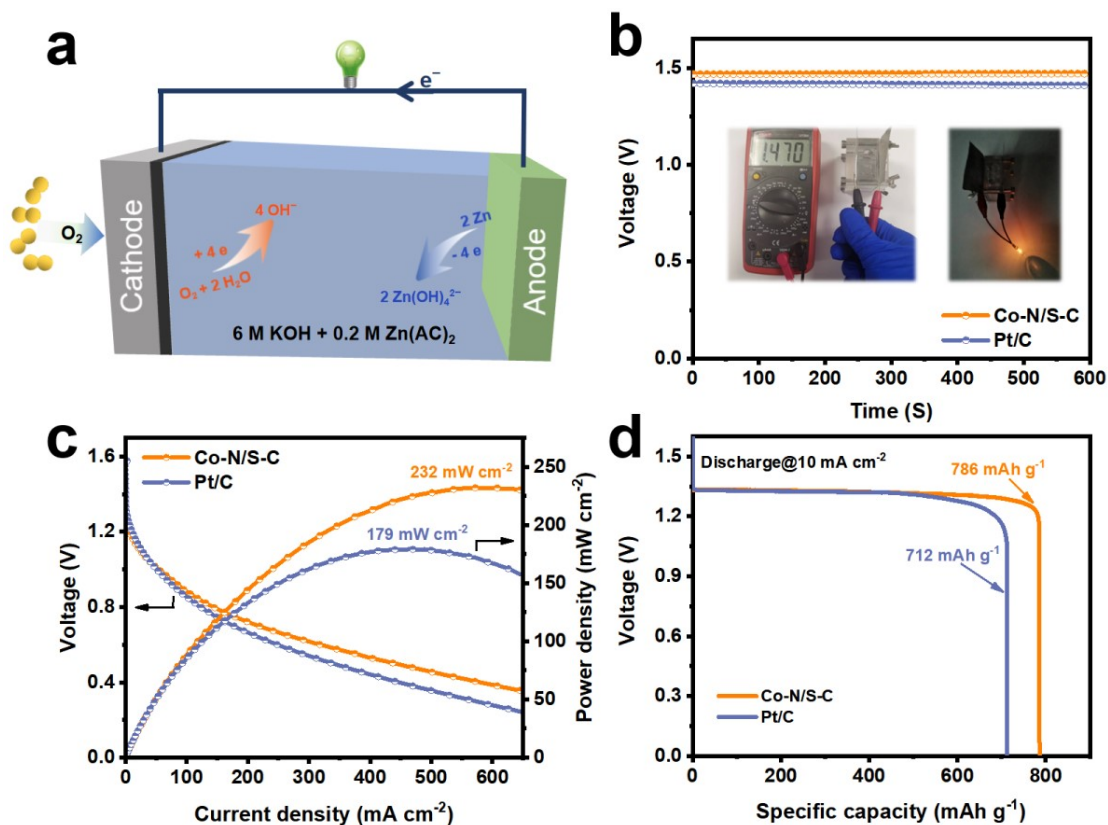 a
e⁻
O₂
Cathode
4 OH⁻
+ 4 e
O₂ + 2 H₂O
2 Zn
- 4 e
2 Zn(OH)₄²⁻
Anode
6 M KOH + 0.2 M Zn(AC)₂
b
Voltage (V)
1.5
1.0
0.5
0.0
1.470
Co-N/S-C
Pt/C
0 100 200 300 400 500 600
Time (S)
c
Voltage (V)
1.6
1.2
0.8
0.4
0.0
Co-N/S-C
Pt/C
232 mW cm⁻²
179 mW cm⁻²
250
200
150
100
50
0
Power density (mW cm⁻²)
0 100 200 300 400 500 600
Current density (mA cm⁻²)
d
Voltage (V)
1.5
1.2
0.9
0.6
1.3
0.0
Discharge@10 mA cm⁻²
786 mAh g⁻¹
712 mAh g⁻¹
Co-N/S-C
Pt/C
0 200 400 600 800
Specific capacity (mAh g⁻¹)